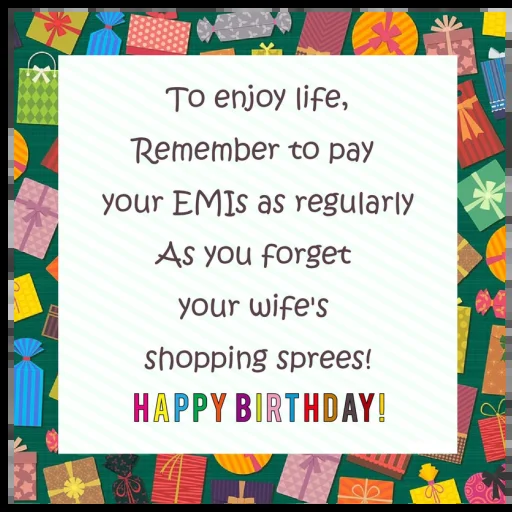 To enjoy life,
Remember to pay
your EMIs as regularly
As you forget
your wife's
shopping sprees!
HAPPY BIRTHDAY!